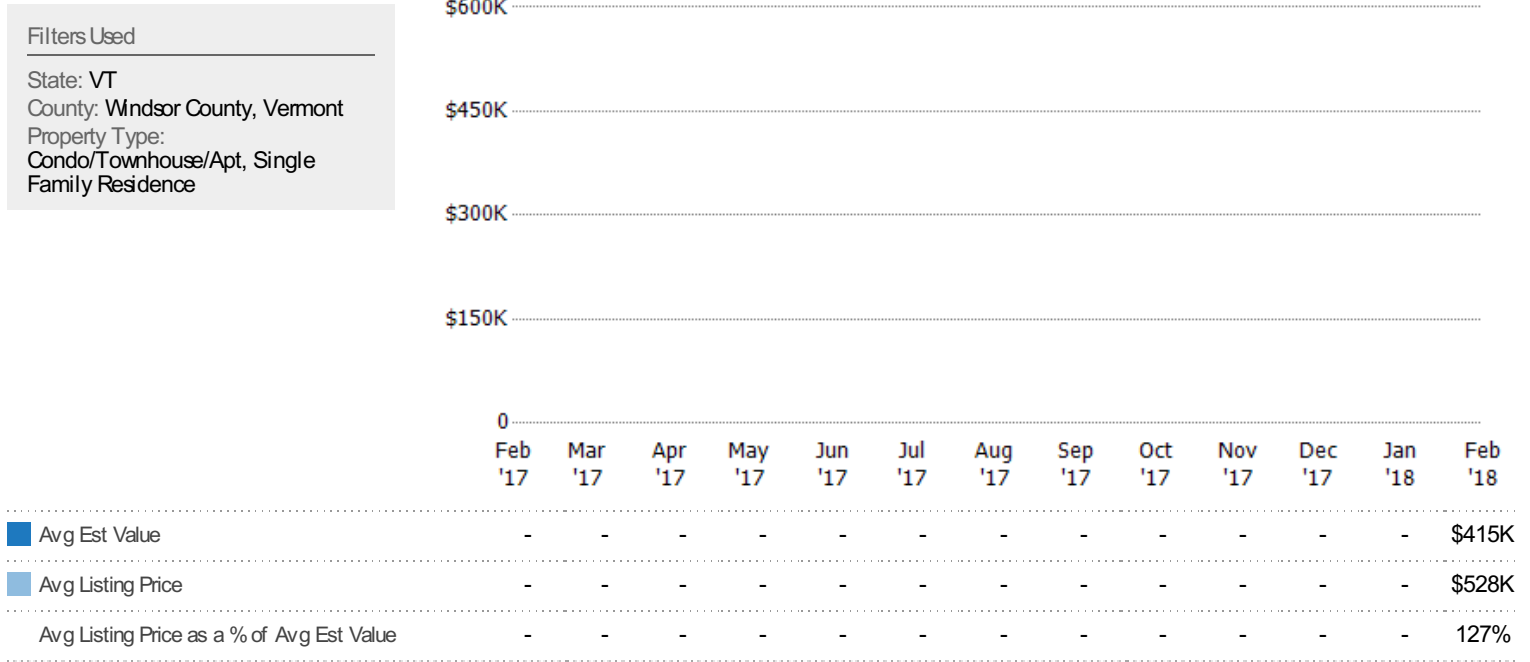 Filters Used
State: VT
County: Windsor County, Vermont
Property Type:
Condo/Townhouse/Apt, Single
Family Residence
$600K
$450K
$300K
$150K
0
Feb Mar Apr May Jun Jul Aug Sep Oct Nov Dec Jan Feb
'17 '17 '17 '17 '17 '17 '17 '17 '17 '17 '17 '18 '18
Avg Est Value - - - - - - - - - - - - $415K
Avg Listing Price - - - - - - - - - - - - $528K
Avg Listing Price as a % of Avg Est Value - - - - - - - - - - - - 127%